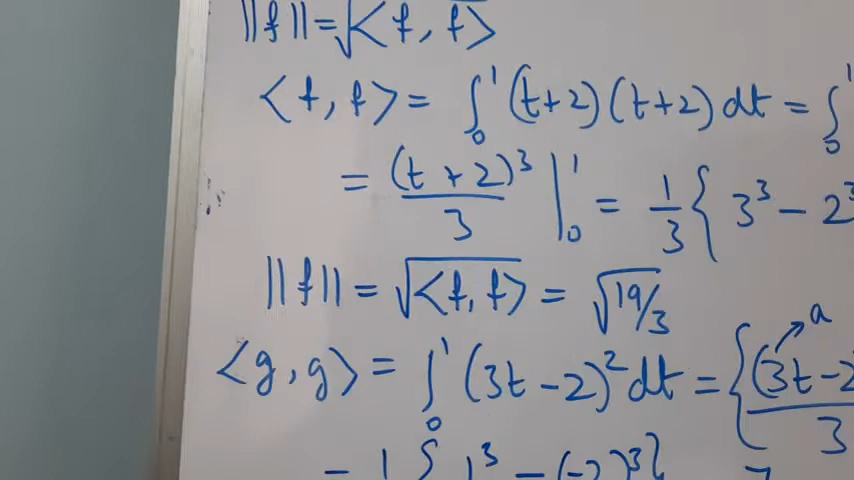 ||f|| = √<f, f>
<f, f> = ∫₀¹ (t+2)(t+2) dt = ∫₀¹
= (t+2)³/3 |₀¹ = 1/3 { 3³ - 2³
||f|| = √<f, f> = √19/3
a
<g, g> = ∫₀¹ (3t-2)² dt = { (3t-2 / 3